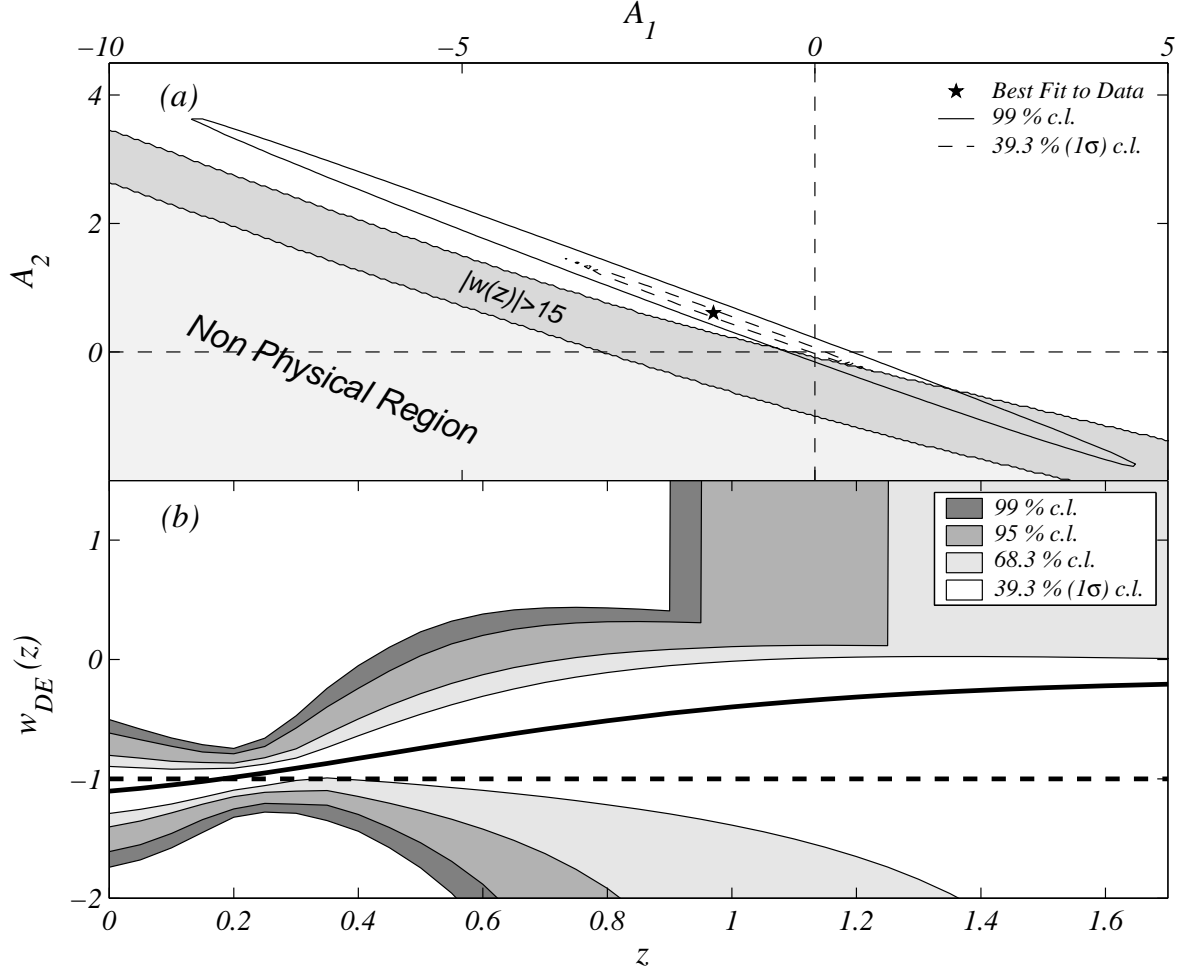 A1
−10 −5 0 5
(a)
★ Best Fit to Data
99 % c.l.
39.3 % (1σ) c.l.
4
2
0
A2
|w(z)|>15
Non Physical Region
(b)
99 % c.l.
95 % c.l.
68.3 % c.l.
39.3 % (1σ) c.l.
1
0
−1
−2
wDE(z)
0 0.2 0.4 0.6 0.8 1 1.2 1.4 1.6
z